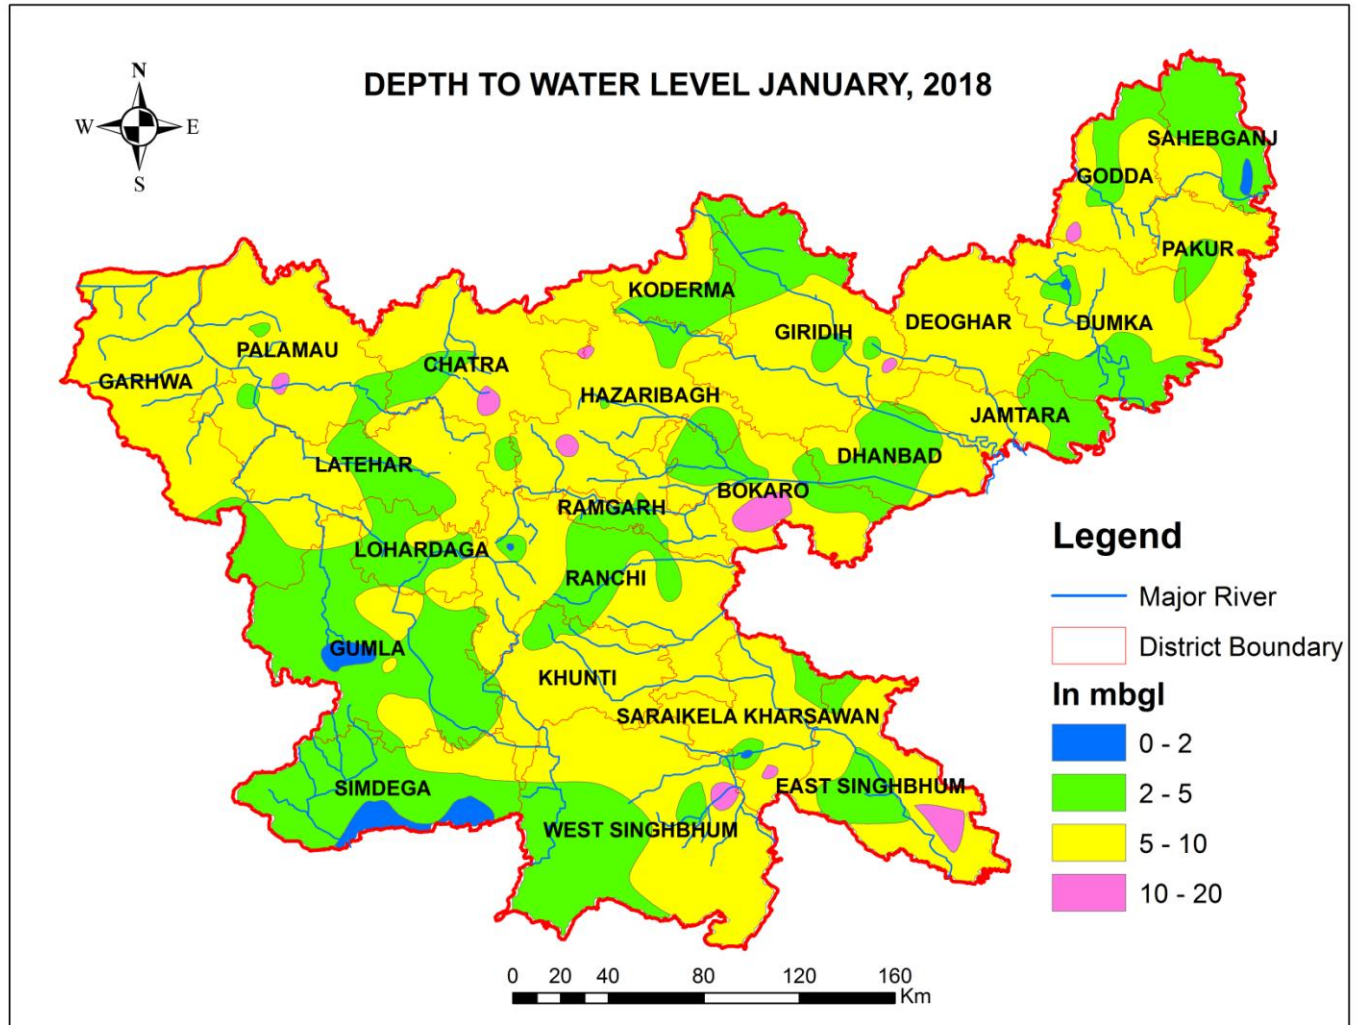 DEPTH TO WATER LEVEL JANUARY, 2018
N
W
E
S
SAHEBGANJ
GODDA
PAKUR
KODERMA
GIRIDIH
DEOGHAR
DUMKA
PALAMAU
CHATRA
GARHWA
HAZARIBAGH
JAMTARA
LATEHAR
DHANBAD
BOKARO
RAMGARH
LOHARDAGA
RANCHI
GUMLA
KHUNTI
SARAIKELA KHARSAWAN
SIMDEGA
EAST SINGHBHUM
WEST SINGHBHUM
Legend
Major River
District Boundary
In mbgl
0 - 2
2 - 5
5 - 10
10 - 20
0 20 40 80 120 160
Km